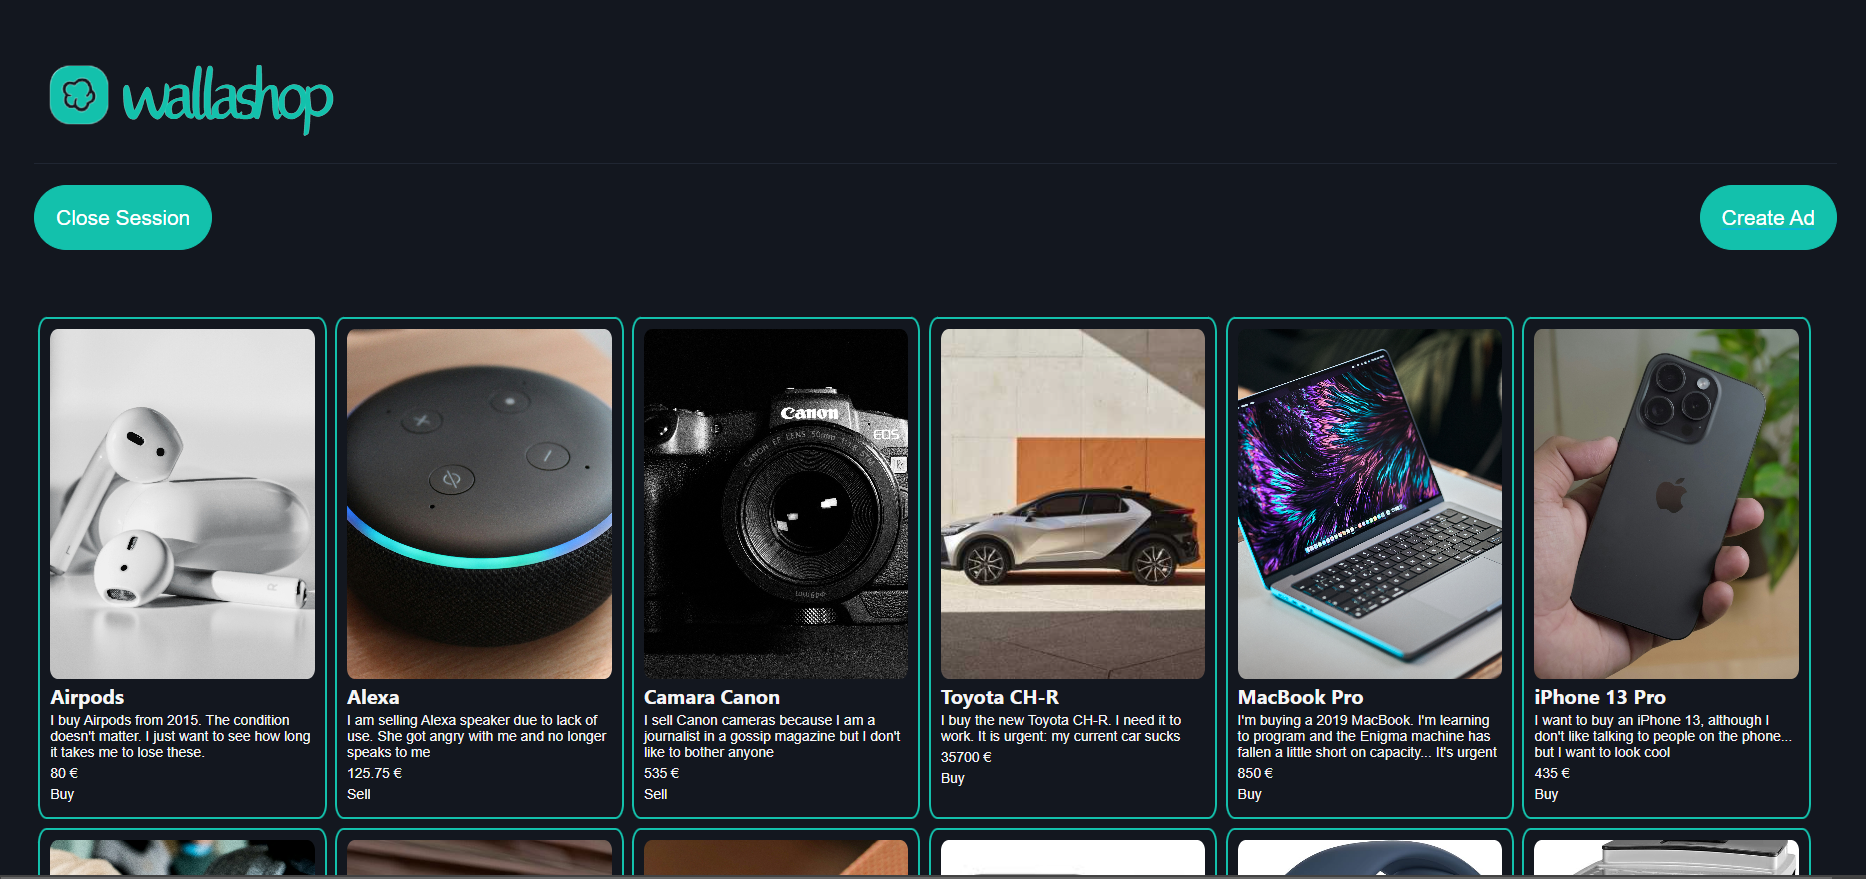 wallashop
Close Session
Create Ad
Canon
EOS
R
CANON
LENS
Airpods
I buy Airpods from 2015. The condition
doesn't matter. I just want to see how long
it takes me to lose these.
80 €
Buy
Alexa
I am selling Alexa speaker due to lack of
use. She got angry with me and no longer
speaks to me
125.75 €
Sell
Camara Canon
I sell Canon cameras because I am a
journalist in a gossip magazine but I don't
like to bother anyone
535 €
Sell
Toyota CH-R
I buy the new Toyota CH-R. I need it to
work. It is urgent: my current car sucks
35700 €
Buy
MacBook Pro
I'm buying a 2019 MacBook. I'm learning
to program and the Enigma machine has
fallen a little short on capacity... It's urgent
850 €
Buy
iPhone 13 Pro
I want to buy an iPhone 13, although I
don't like talking to people on the phone...
but I want to look cool
435 €
Buy